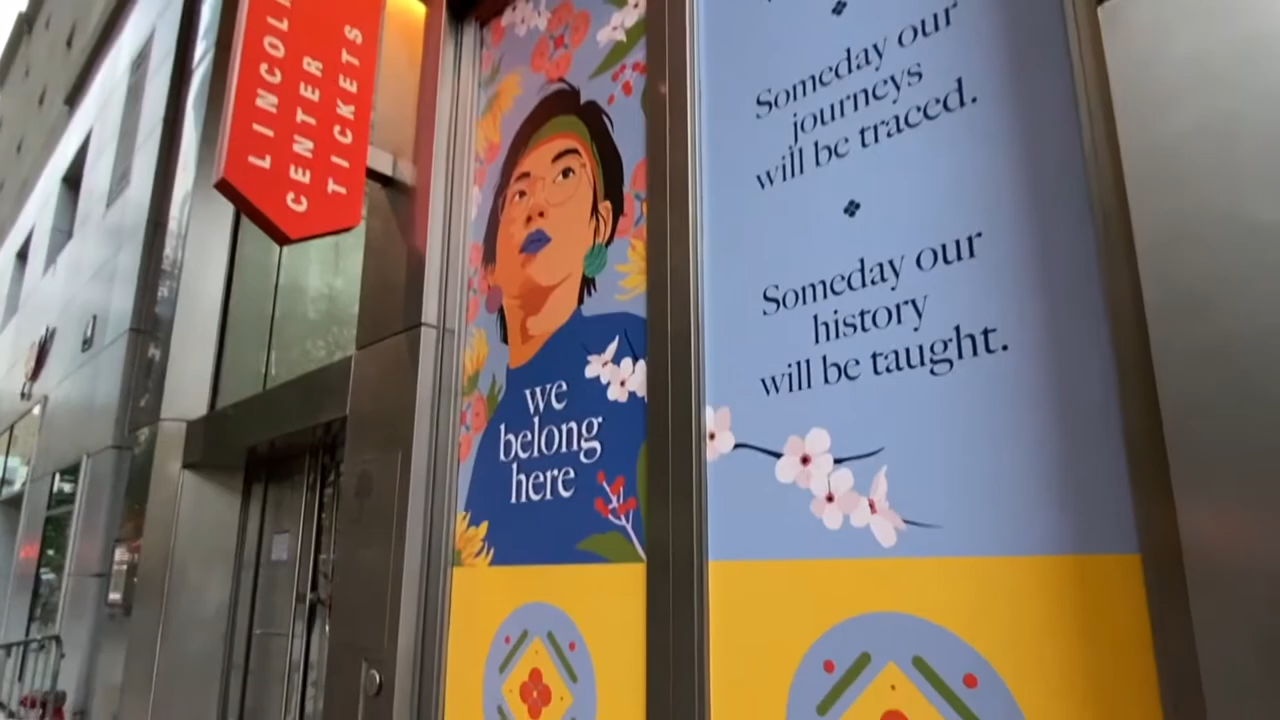 LINCOLN
CENTER
TICKETS
we
belong
here
Someday our
journeys
will be traced.
Someday our
history
will be taught.